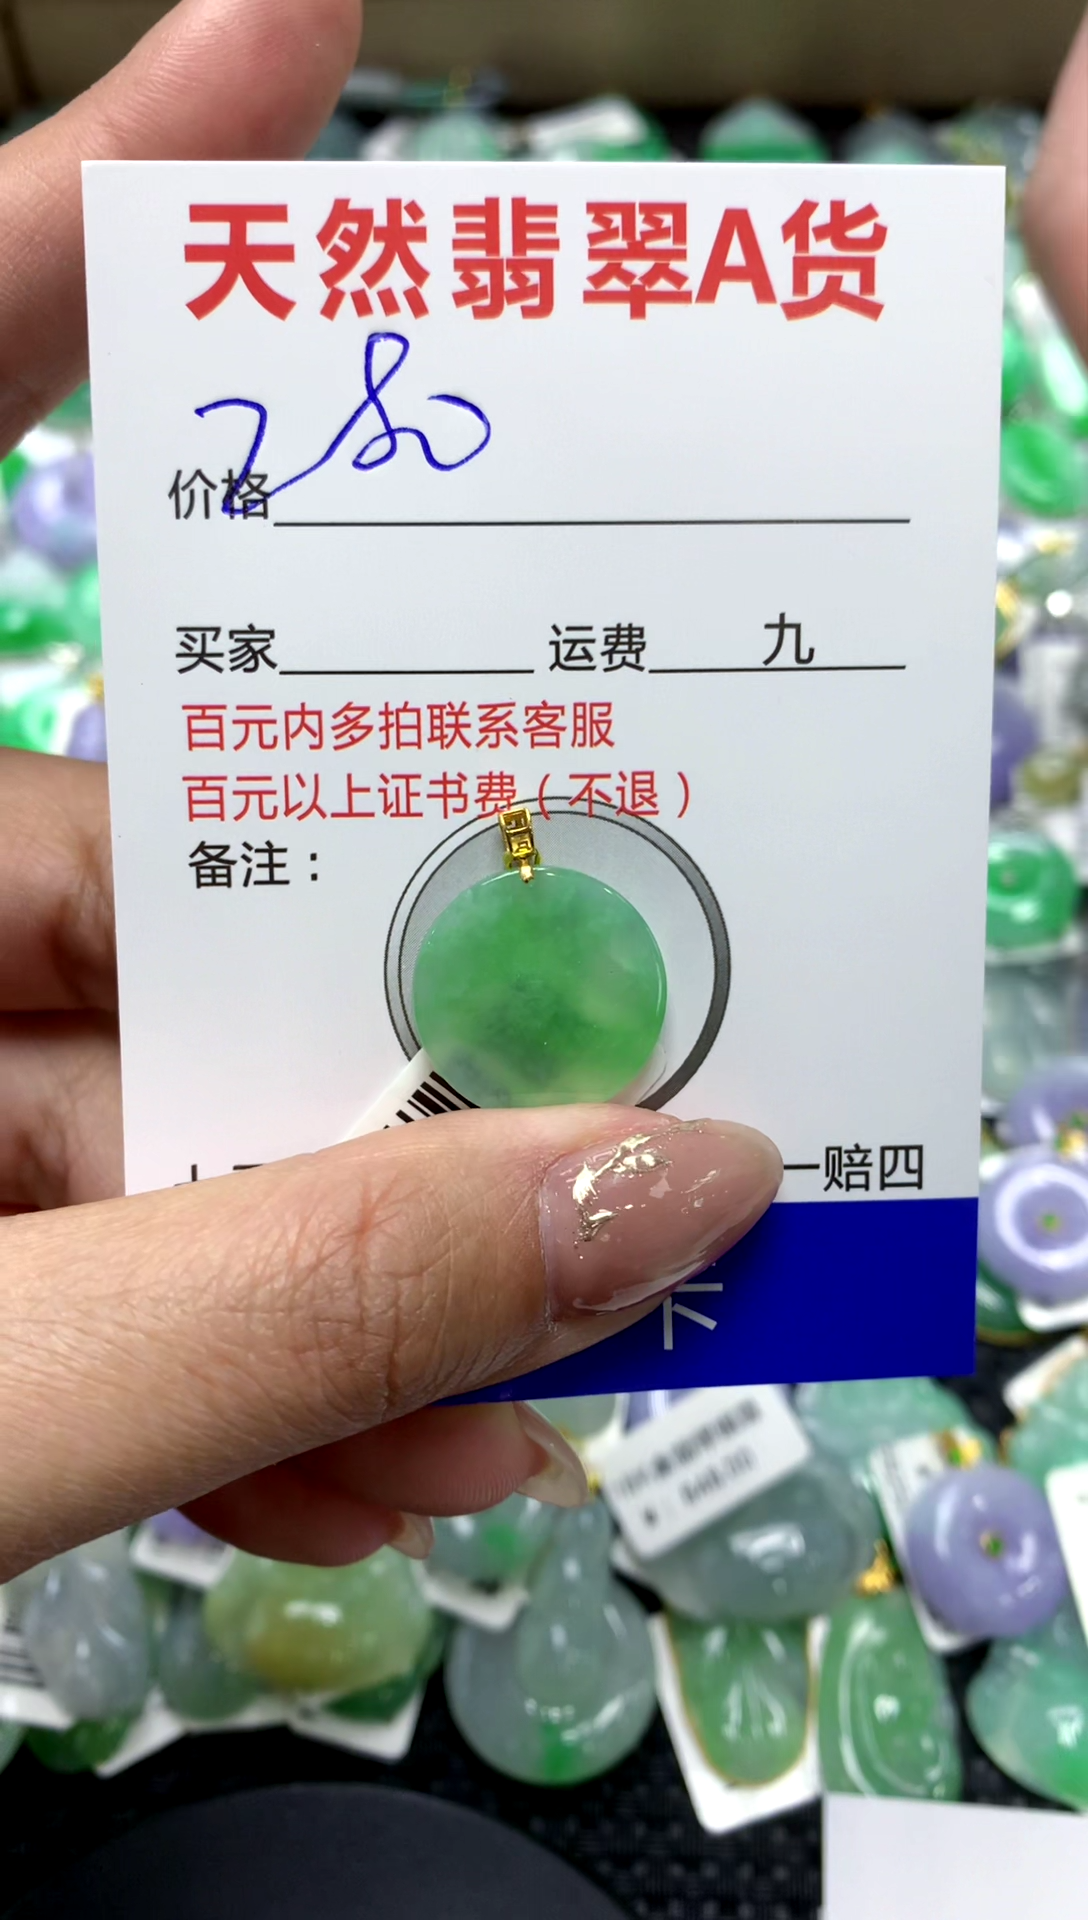 天然翡翠A货
280
价格
买家 运费 九
百元内多拍联系客服
百元以上证书费（不退）
备注：
一赔四
卡